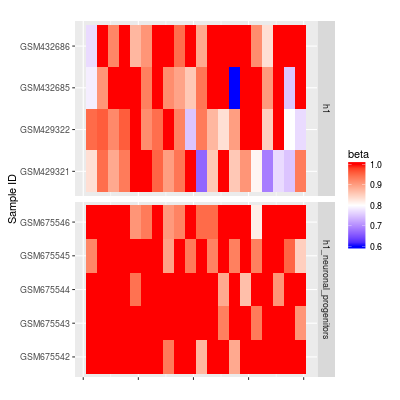 GSM432686
GSM432685
GSM429322
GSM429321
h1
GSM675546
GSM675545
GSM675544
GSM675543
GSM675542
h1_neuronal_progenitors
Sample ID
beta
1.0
0.9
0.8
0.7
0.6